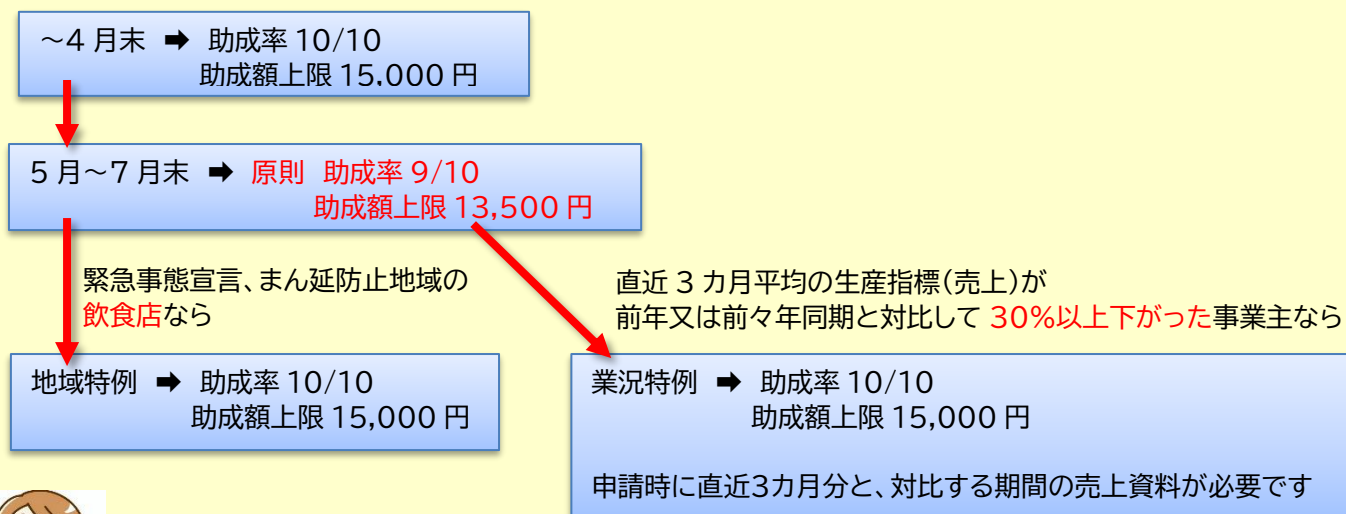 ~4月末 ➡ 助成率 10/10
助成額上限 15,000 円
5月~7月末 ➡ 原則 助成率 9/10
助成額上限 13,500 円
緊急事態宣言、まん延防止地域の
飲食店なら
直近 3 カ月平均の生産指標(売上)が
前年又は前々年同期と対比して 30%以上下がった事業主なら
地域特例 ➡ 助成率 10/10
助成額上限 15,000 円
業況特例 ➡ 助成率 10/10
助成額上限 15,000 円
申請時に直近3カ月分と、対比する期間の売上資料が必要です